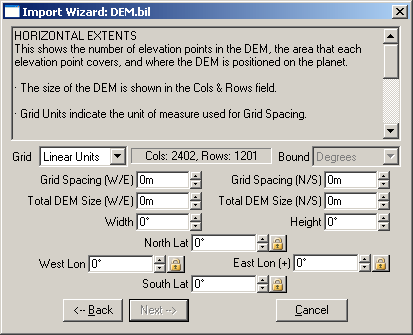 Import Wizard: DEM.bil
HORIZONTAL EXTENTS
This shows the number of elevation points in the DEM, the area that each
elevation point covers, and where the DEM is positioned on the planet.
· The size of the DEM is shown in the Cols & Rows field.
· Grid Units indicate the unit of measure used for Grid Spacing.
Grid Linear Units Cols: 2402, Rows: 1201 Bound Degrees
Grid Spacing (W/E) 0m Grid Spacing (N/S) 0m
Total DEM Size (W/E) 0m Total DEM Size (N/S) 0m
Width 0° Height 0°
North Lat 0°
West Lon 0° East Lon (+) 0°
South Lat 0°
<-- Back Next --> Cancel